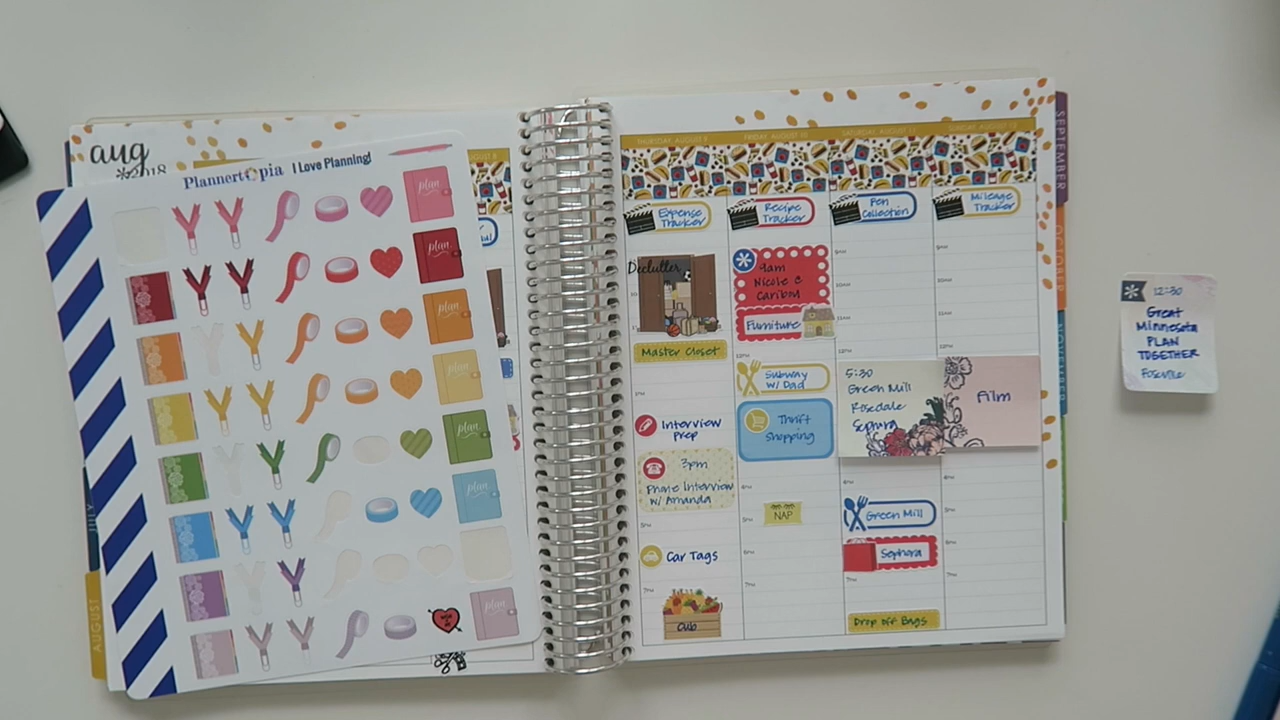 aug
2018
Plannertopia I Love Planning!
plan
plan.
plan
plan
plan.
plan
plan
JULY
AUGUST
SEPTEMBER
OCTOBER
NOVEMBER
THURSDAY AUGUST 9
FRIDAY AUGUST 10
SATURDAY AUGUST 11
SUNDAY AUGUST 12
Expense
Tracker
Declutter
Master Closet
Interview
Prep
3pm
Phone Interview
w/ Amanda
Car Tags
Cub
Recipe
Tracker
9am
Nicole &
Caribou
Furniture
Subway
w/ Dad
Thrift
Shopping
NAP
Pen
Collection
5:30
Green Mill
Rosedale
Sephora
Green Mill
Sephora
Drop off Bags
Mileage
Tracker
Film
12:30
Great
Minnesota
PLAN
TOGETHER
Roseville